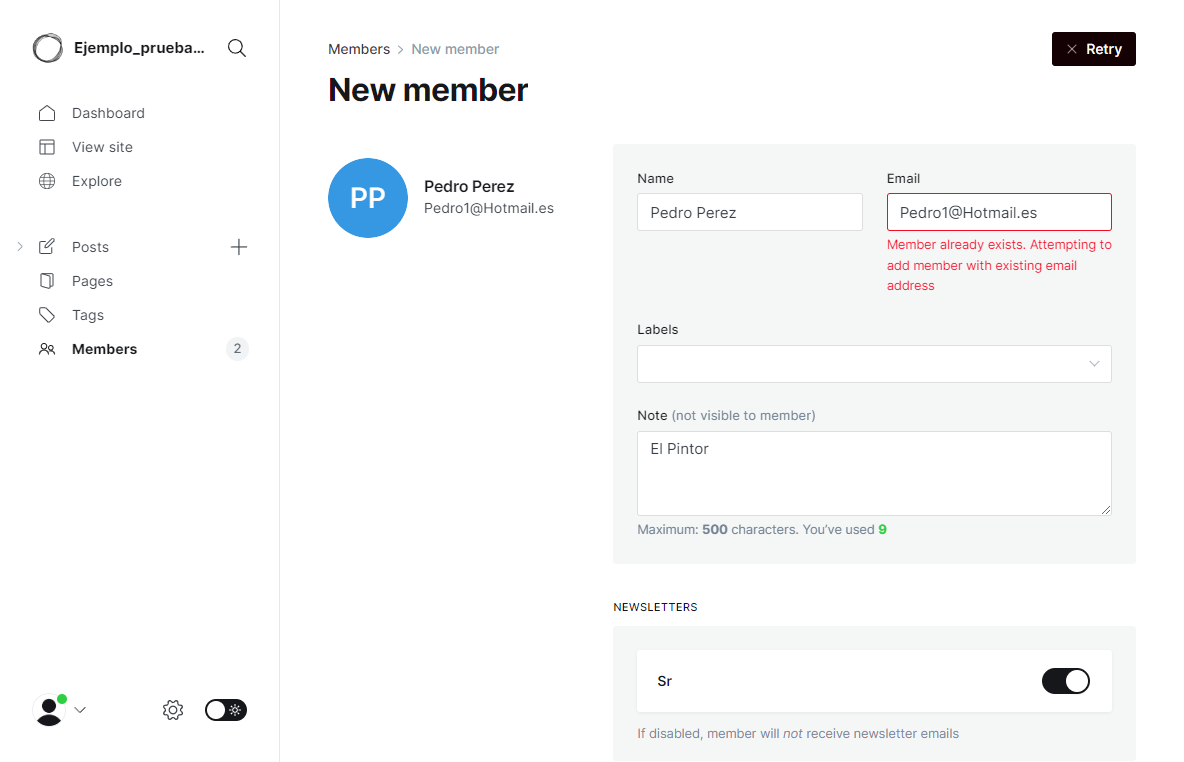 Ejemplo_prueba...
Dashboard
View site
Explore
Posts
Pages
Tags
Members 2
Members > New member
Retry
New member
PP
Pedro Perez
Pedro1@Hotmail.es
Name
Pedro Perez
Email
Pedro1@Hotmail.es
Member already exists. Attempting to
add member with existing email
address
Labels
Note (not visible to member)
El Pintor
Maximum: 500 characters. You’ve used 9
NEWSLETTERS
Sr
If disabled, member will not receive newsletter emails